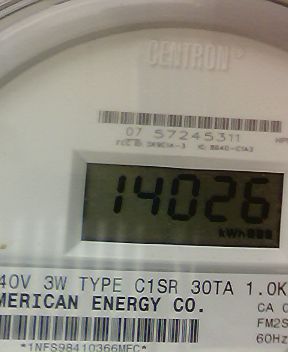 CENTRON®
07 57245311
14026
kWh
40V 3W TYPE C1SR 30TA 1.0K
MERICAN ENERGY CO.
CA
FM2S
60Hz
*1NFS98410366MEC*